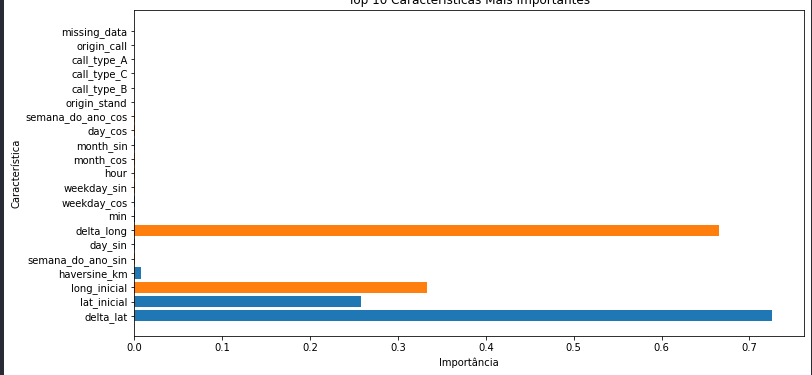 Top 10 Características Mais Importantes
missing_data
origin_call
call_type_A
call_type_C
call_type_B
origin_stand
semana_do_ano_cos
day_cos
month_sin
month_cos
hour
weekday_sin
weekday_cos
min
delta_long
day_sin
semana_do_ano_sin
haversine_km
long_inicial
lat_inicial
delta_lat
Característica
0.0 0.1 0.2 0.3 0.4 0.5 0.6 0.7
Importância